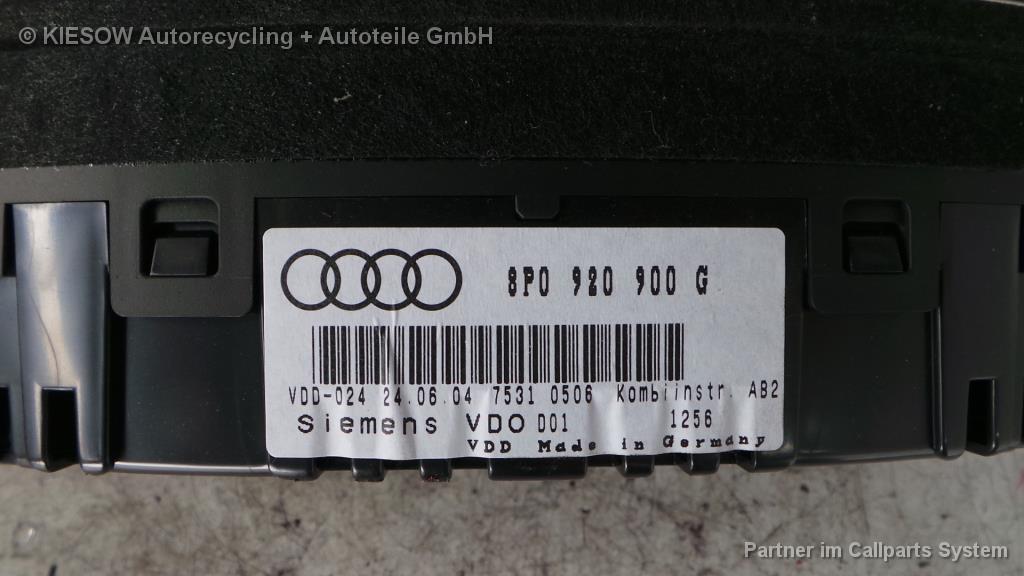 © KIESOW Autorecycling + Autoteile GmbH
8P0 920 900 G
VDD-024 24.06.04 7531 0506 Kombiinstr. AB2
Siemens VDO D01 1256
VDD Made in Germany
Partner im Callparts System